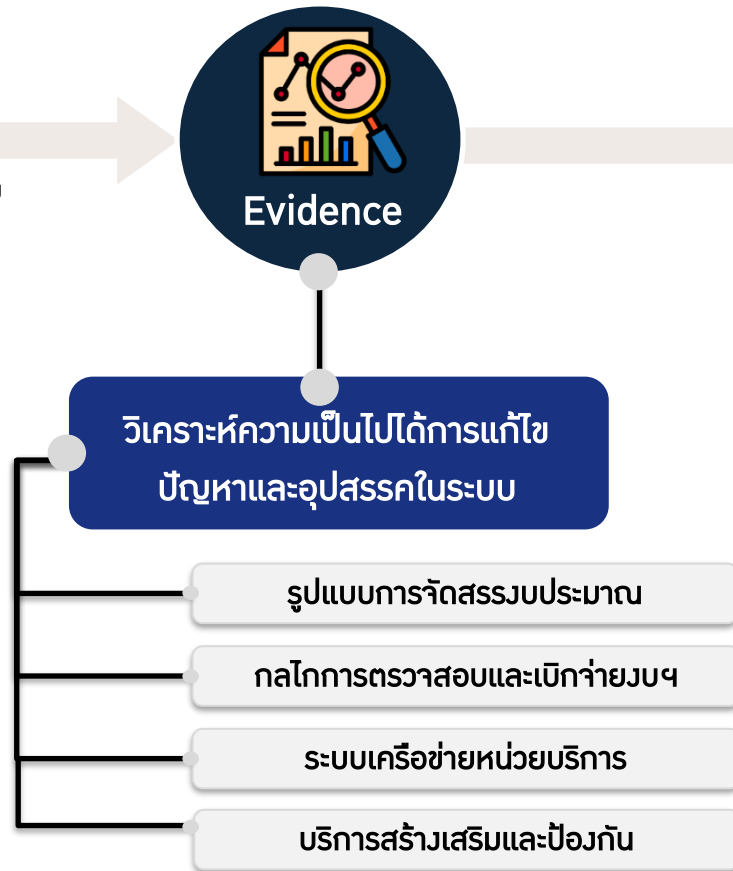 Evidence
วิเคราะห์ความเป็นไปได้การแก้ไข
ปัญหาและอุปสรรคในระบบ
รูปแบบการจัดสรรงบประมาณ
กลไกการตรวจสอบและเบิกจ่ายงบฯ
ระบบเครือข่ายหน่วยบริการ
บริการสร้างเสริมและป้องกัน